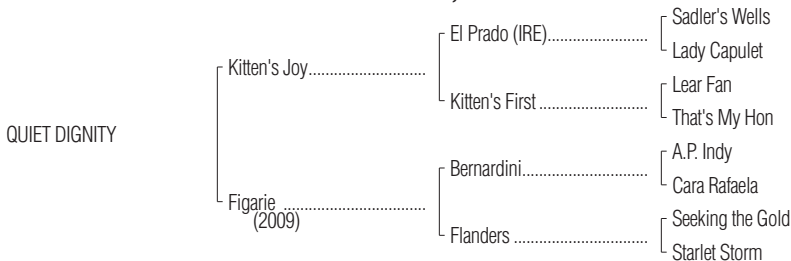 Sadler's Wells
El Prado (IRE)..........................
Lady Capulet
Kitten's Joy..............................
Lear Fan
Kitten's First ............................
That's My Hon
QUIET DIGNITY
A.P. Indy
Bernardini................................
Cara Rafaela
Figarie ....................................
(2009)
Seeking the Gold
Flanders ..................................
Starlet Storm